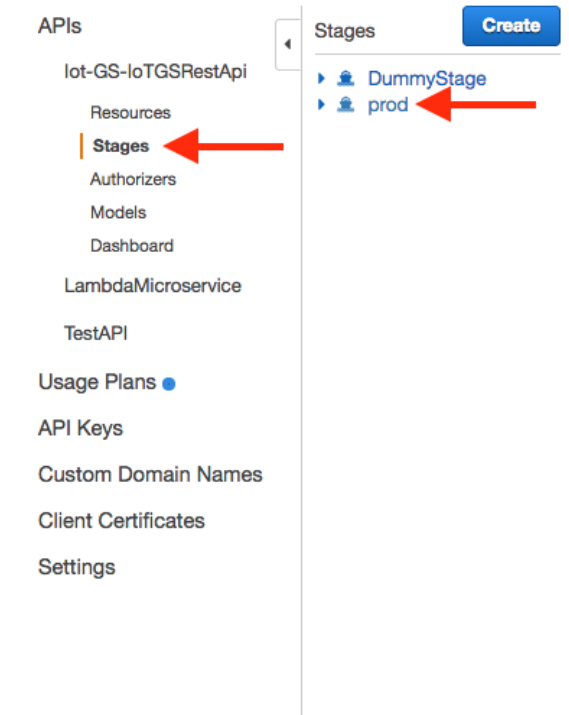 APIs
Iot-GS-IoTGSRestApi
Resources
Stages
Authorizers
Models
Dashboard
LambdaMicroservice
TestAPI
Usage Plans
API Keys
Custom Domain Names
Client Certificates
Settings
Stages
Create
DummyStage
prod